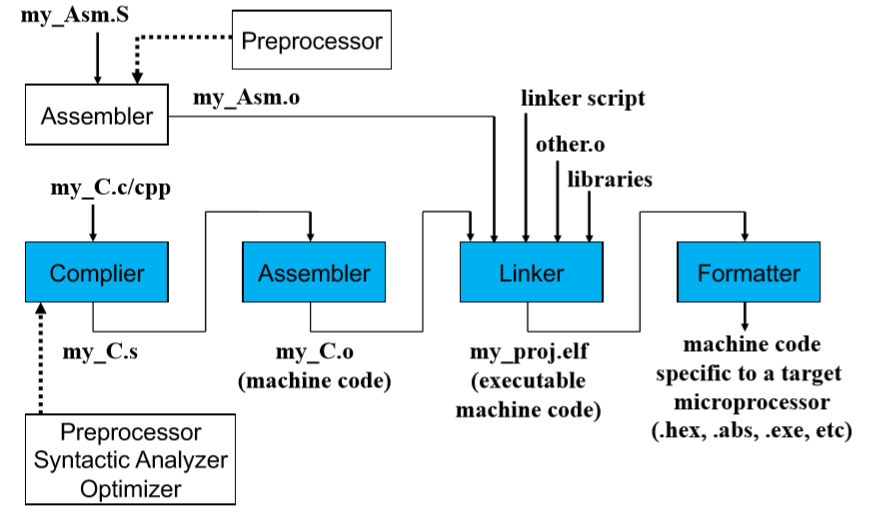 my_Asm.S
Preprocessor
Assembler
my_Asm.o
linker script
other.o
libraries
my_C.c/cpp
Complier
Assembler
Linker
Formatter
my_C.s
my_C.o
(machine code)
my_proj.elf
(executable
machine code)
machine code
specific to a target
microprocessor
(.hex, .abs, .exe, etc)
Preprocessor
Syntactic Analyzer
Optimizer